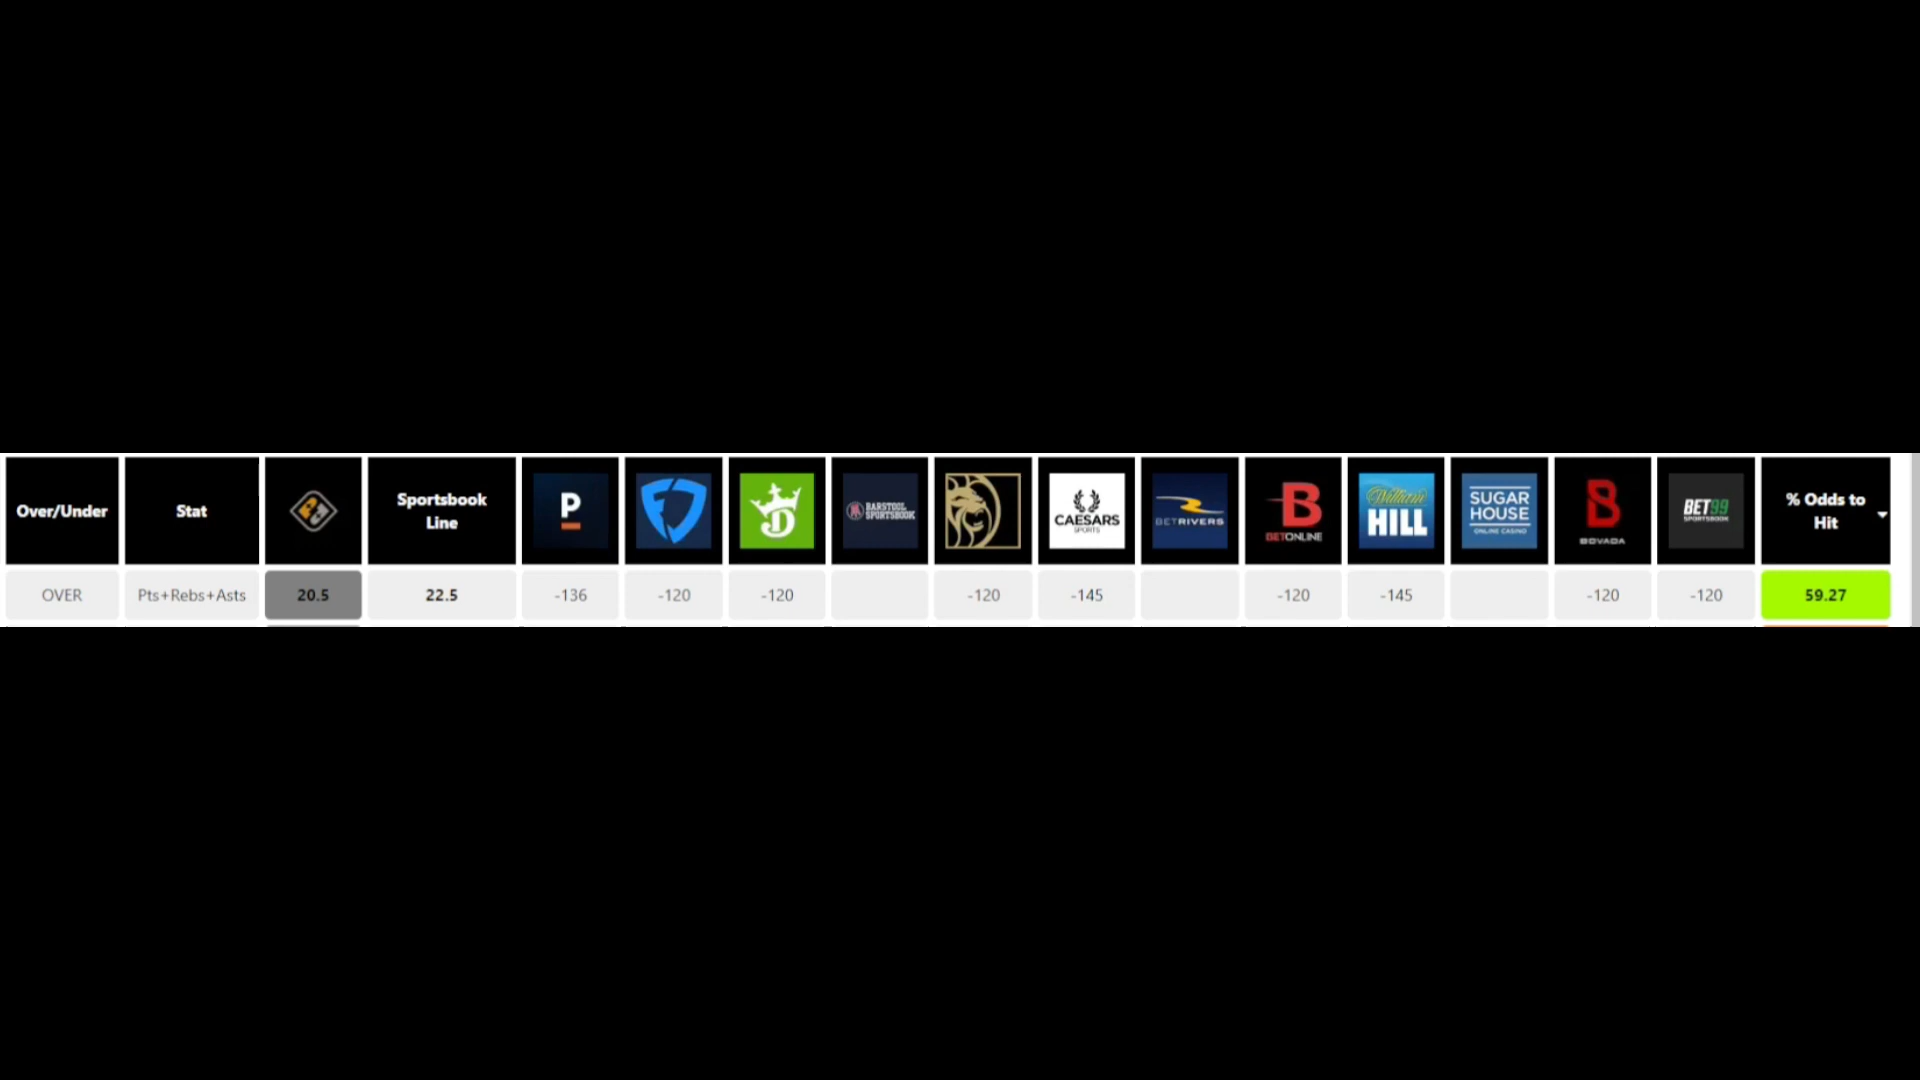 Over/Under
Stat
Sportsbook
Line
P
BARSTOOL
SPORTSBOOK
CAESARS
SPORTS
BETRIVERS
B
BETONLINE
William
HILL
SUGAR
HOUSE
ONLINE CASINO
B
BOVADA
BET99
SPORTSBOOK
% Odds to
Hit
OVER Pts+Rebs+Asts 20.5 22.5 -136 -120 -120 -120 -145 -120 -145 -120 -120 59.27